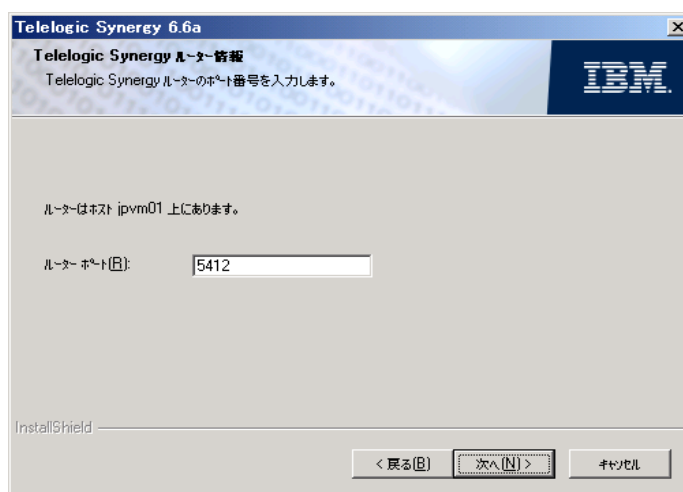 Telelogic Synergy 6.6a
Telelogic Synergy ルーター情報
Telelogic Synergy ルーターのポート番号を入力します。
IBM.
ルーターはホスト jpvm01 上にあります。
ルーター ポート(R): 5412
InstallShield
< 戻る(B) 次へ(N) > キャンセル